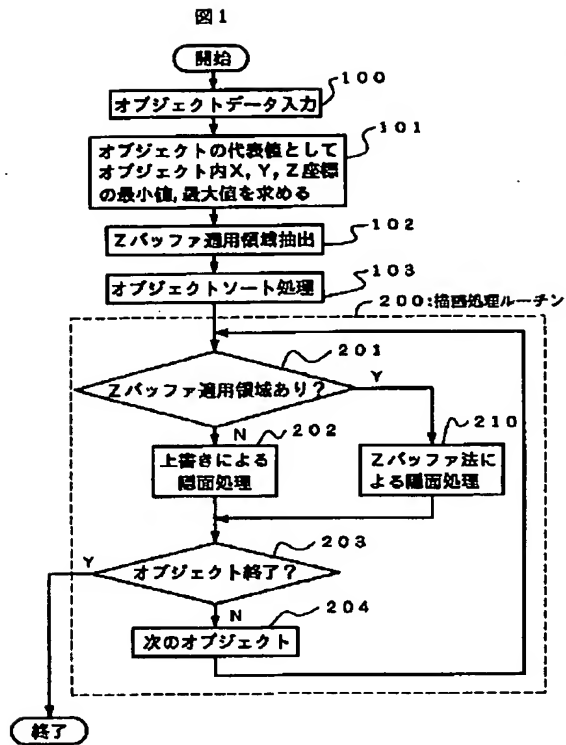 図1
開始
100
オブジェクトデータ入力
101
オブジェクトの代表値として
オブジェクト内X,Y,Z座標
の最小値,最大値を求める
102
Zバッファ適用領域抽出
103
オブジェクトソート処理
200:描画処理ルーチン
201
Zバッファ適用領域あり?
Y
N
202
210
上書きによる
隠面処理
Zバッファ法に
よる隠面処理
203
Y
オブジェクト終了?
N
204
次のオブジェクト
終了